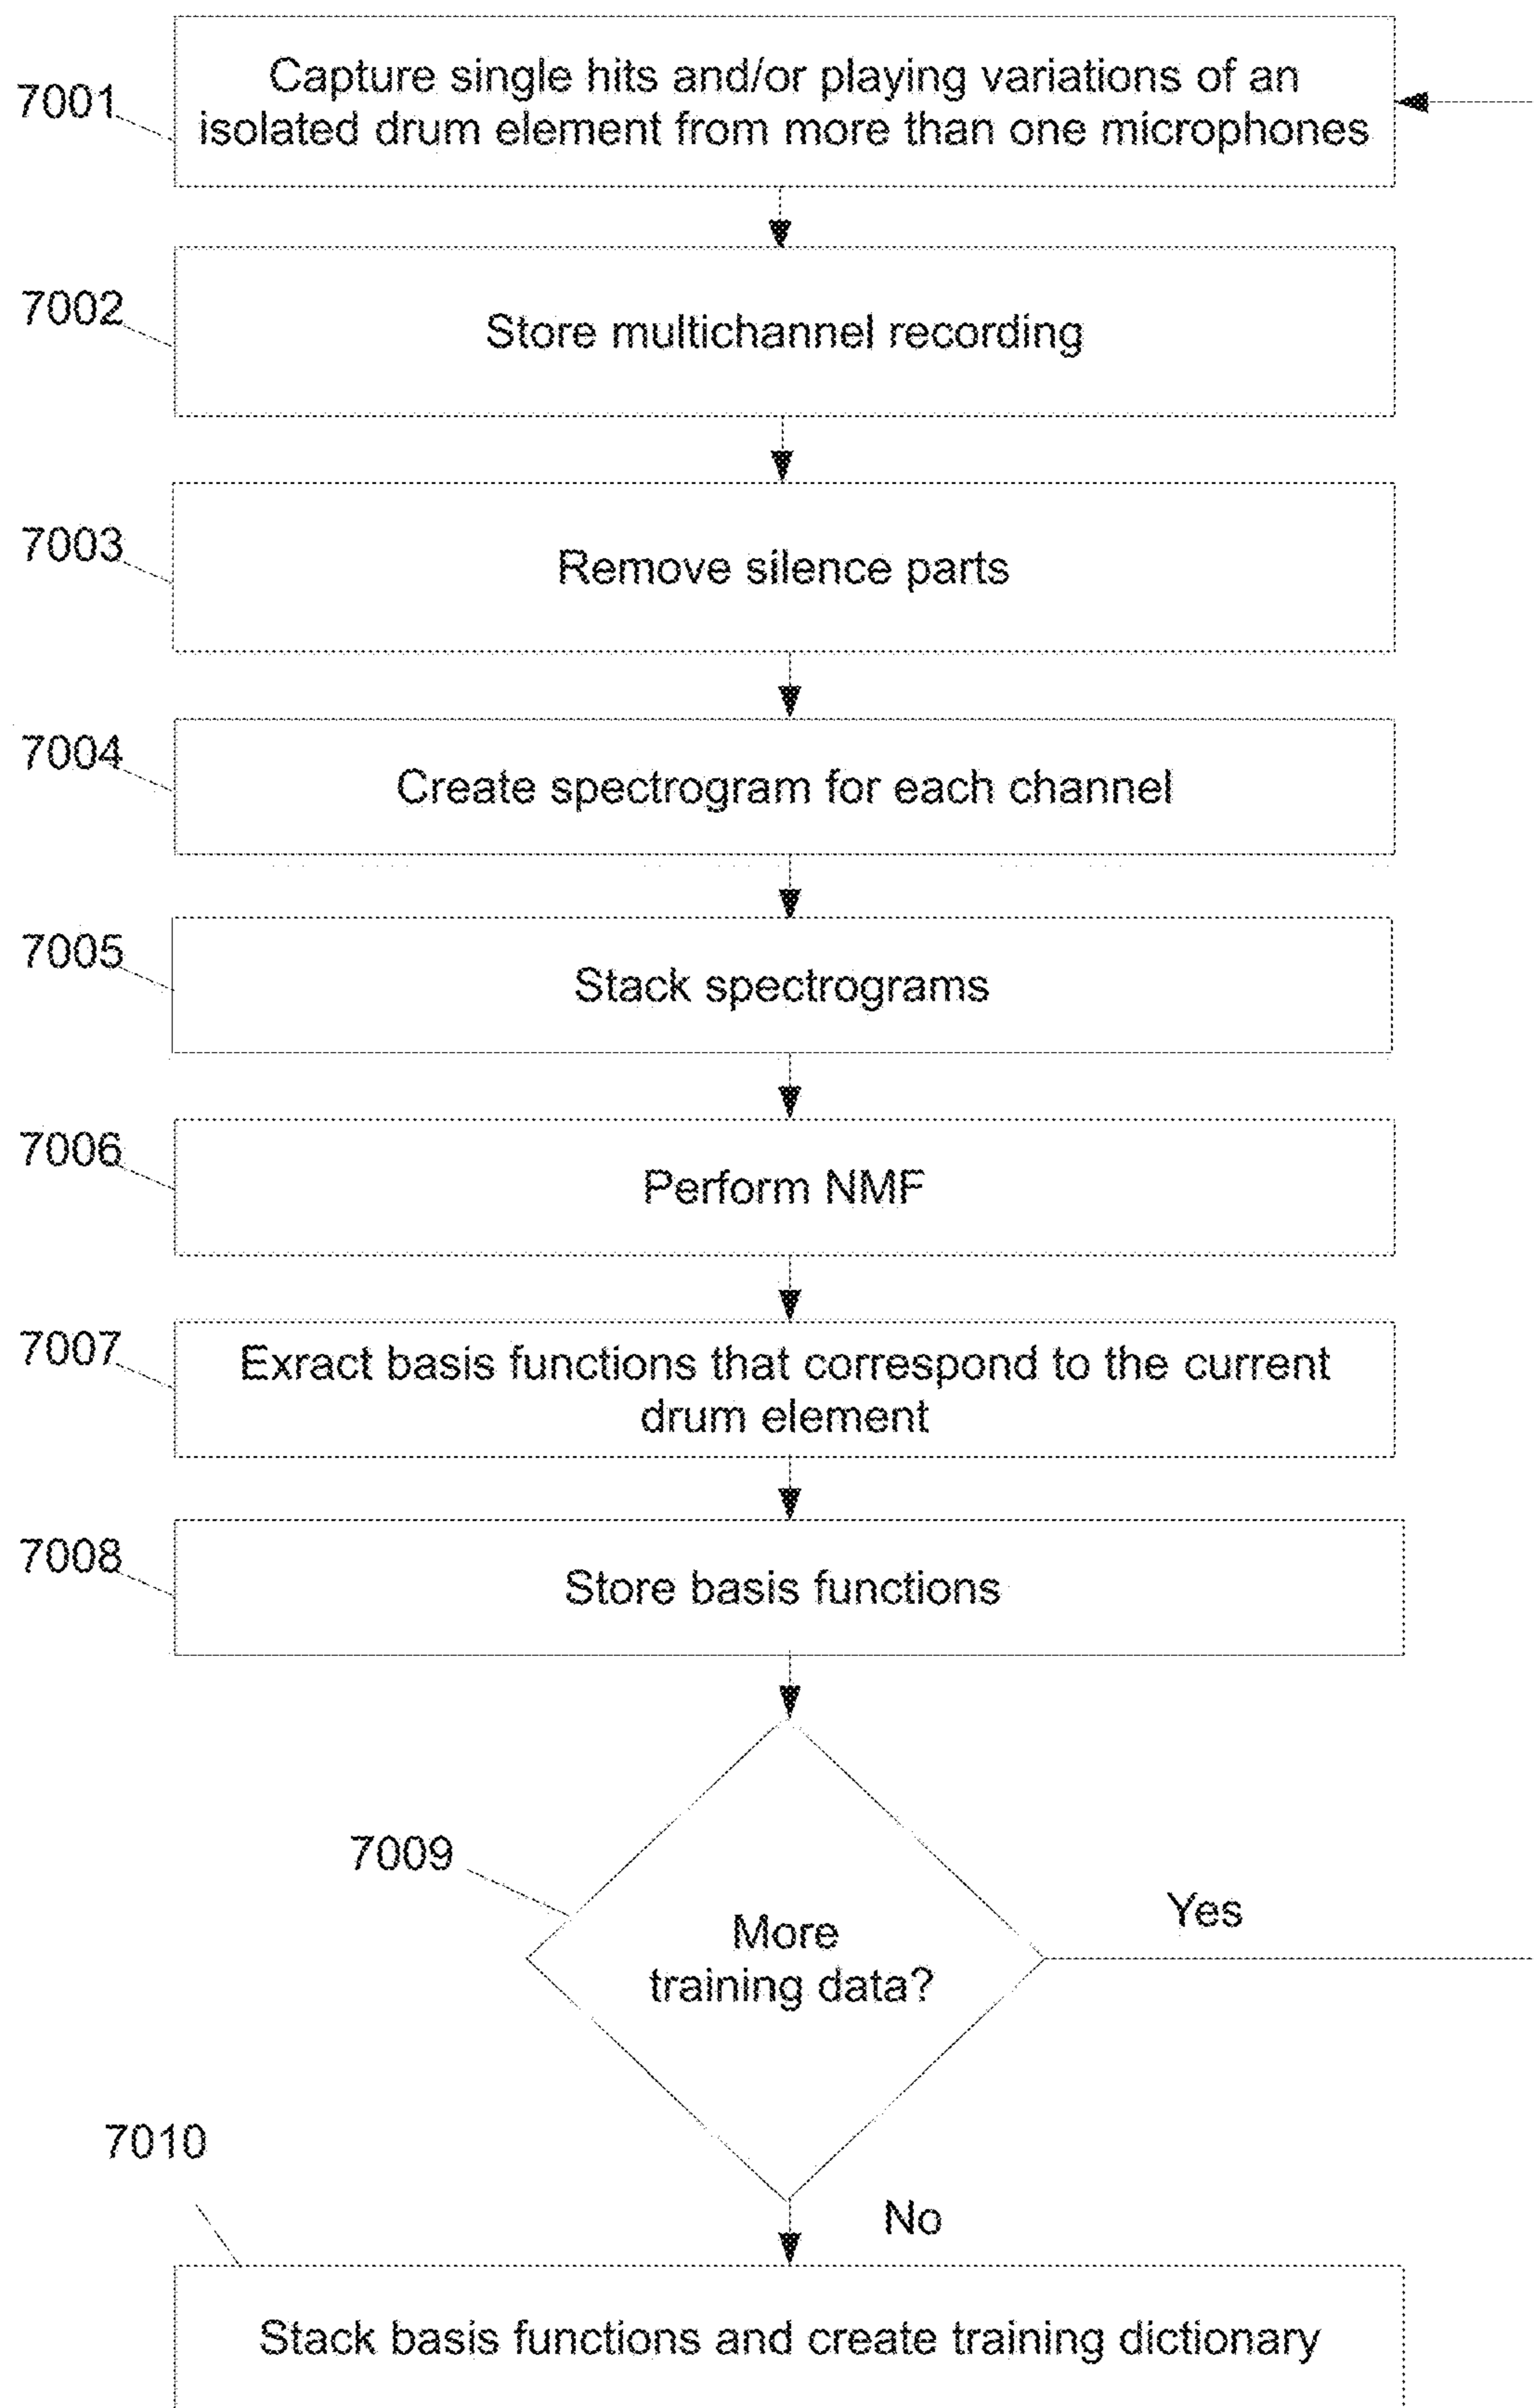 7001
Capture single hits and/or playing variations of an
isolated drum element from more than one microphones
7002
Store multichannel recording
7003
Remove silence parts
7004
Create spectrogram for each channel
7005
Stack spectrograms
7006
Perform NMF
7007
Exract basis functions that correspond to the current
drum element
7008
Store basis functions
7009
More
training data?
Yes
No
7010
Stack basis functions and create training dictionary